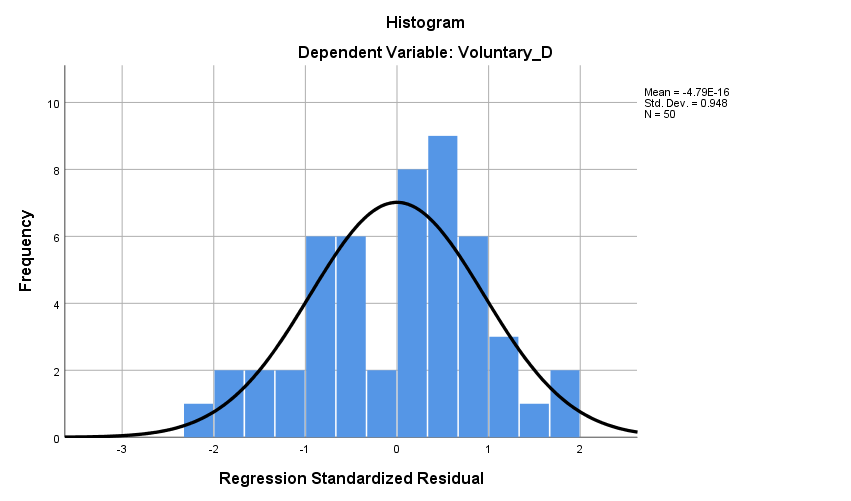 Histogram
Dependent Variable: Voluntary_D
Mean = -4.79E-16
Std. Dev. = 0.948
N = 50
Frequency
10
8
6
4
2
0
-3
-2
-1
0
1
2
Regression Standardized Residual